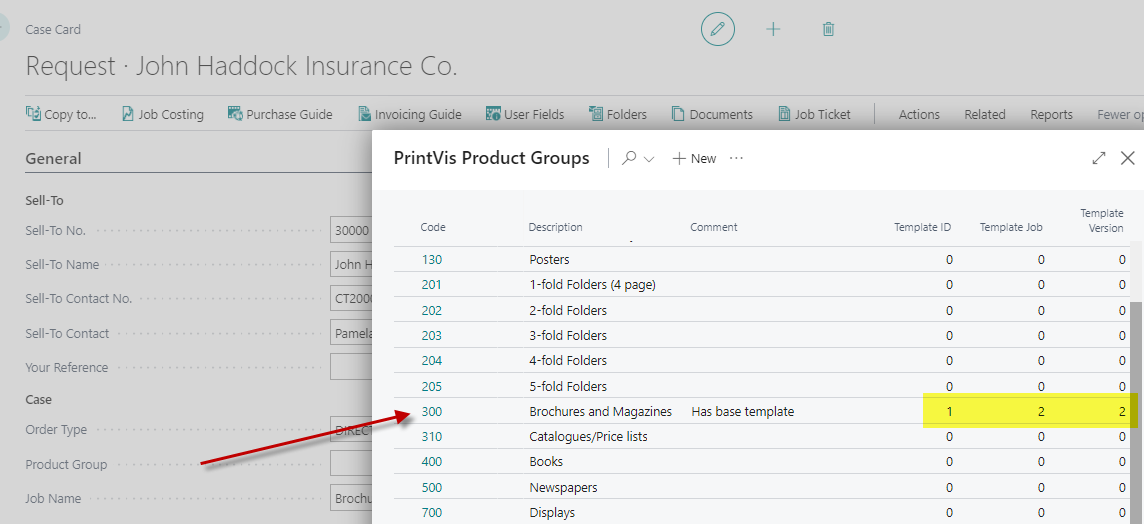 Case Card
Request · John Haddock Insurance Co.
Copy to... Job Costing Purchase Guide Invoicing Guide User Fields Folders Documents Job Ticket Actions Related Reports Fewer op
General
Sell-To
Sell-To No. 30000
Sell-To Name John H
Sell-To Contact No. CT200
Sell-To Contact Pamela
Your Reference
Case
Order Type DIRECT
Product Group
Job Name Brochu
PrintVis Product Groups
New ...
Code Description Comment Template ID Template Job Template Version
130 Posters 0 0 0
201 1-fold Folders (4 page) 0 0 0
202 2-fold Folders 0 0 0
203 3-fold Folders 0 0 0
204 4-fold Folders 0 0 0
205 5-fold Folders 0 0 0
300 Brochures and Magazines Has base template 1 2 2
310 Catalogues/Price lists 0 0 0
400 Books 0 0 0
500 Newspapers 0 0 0
700 Displays 0 0 0